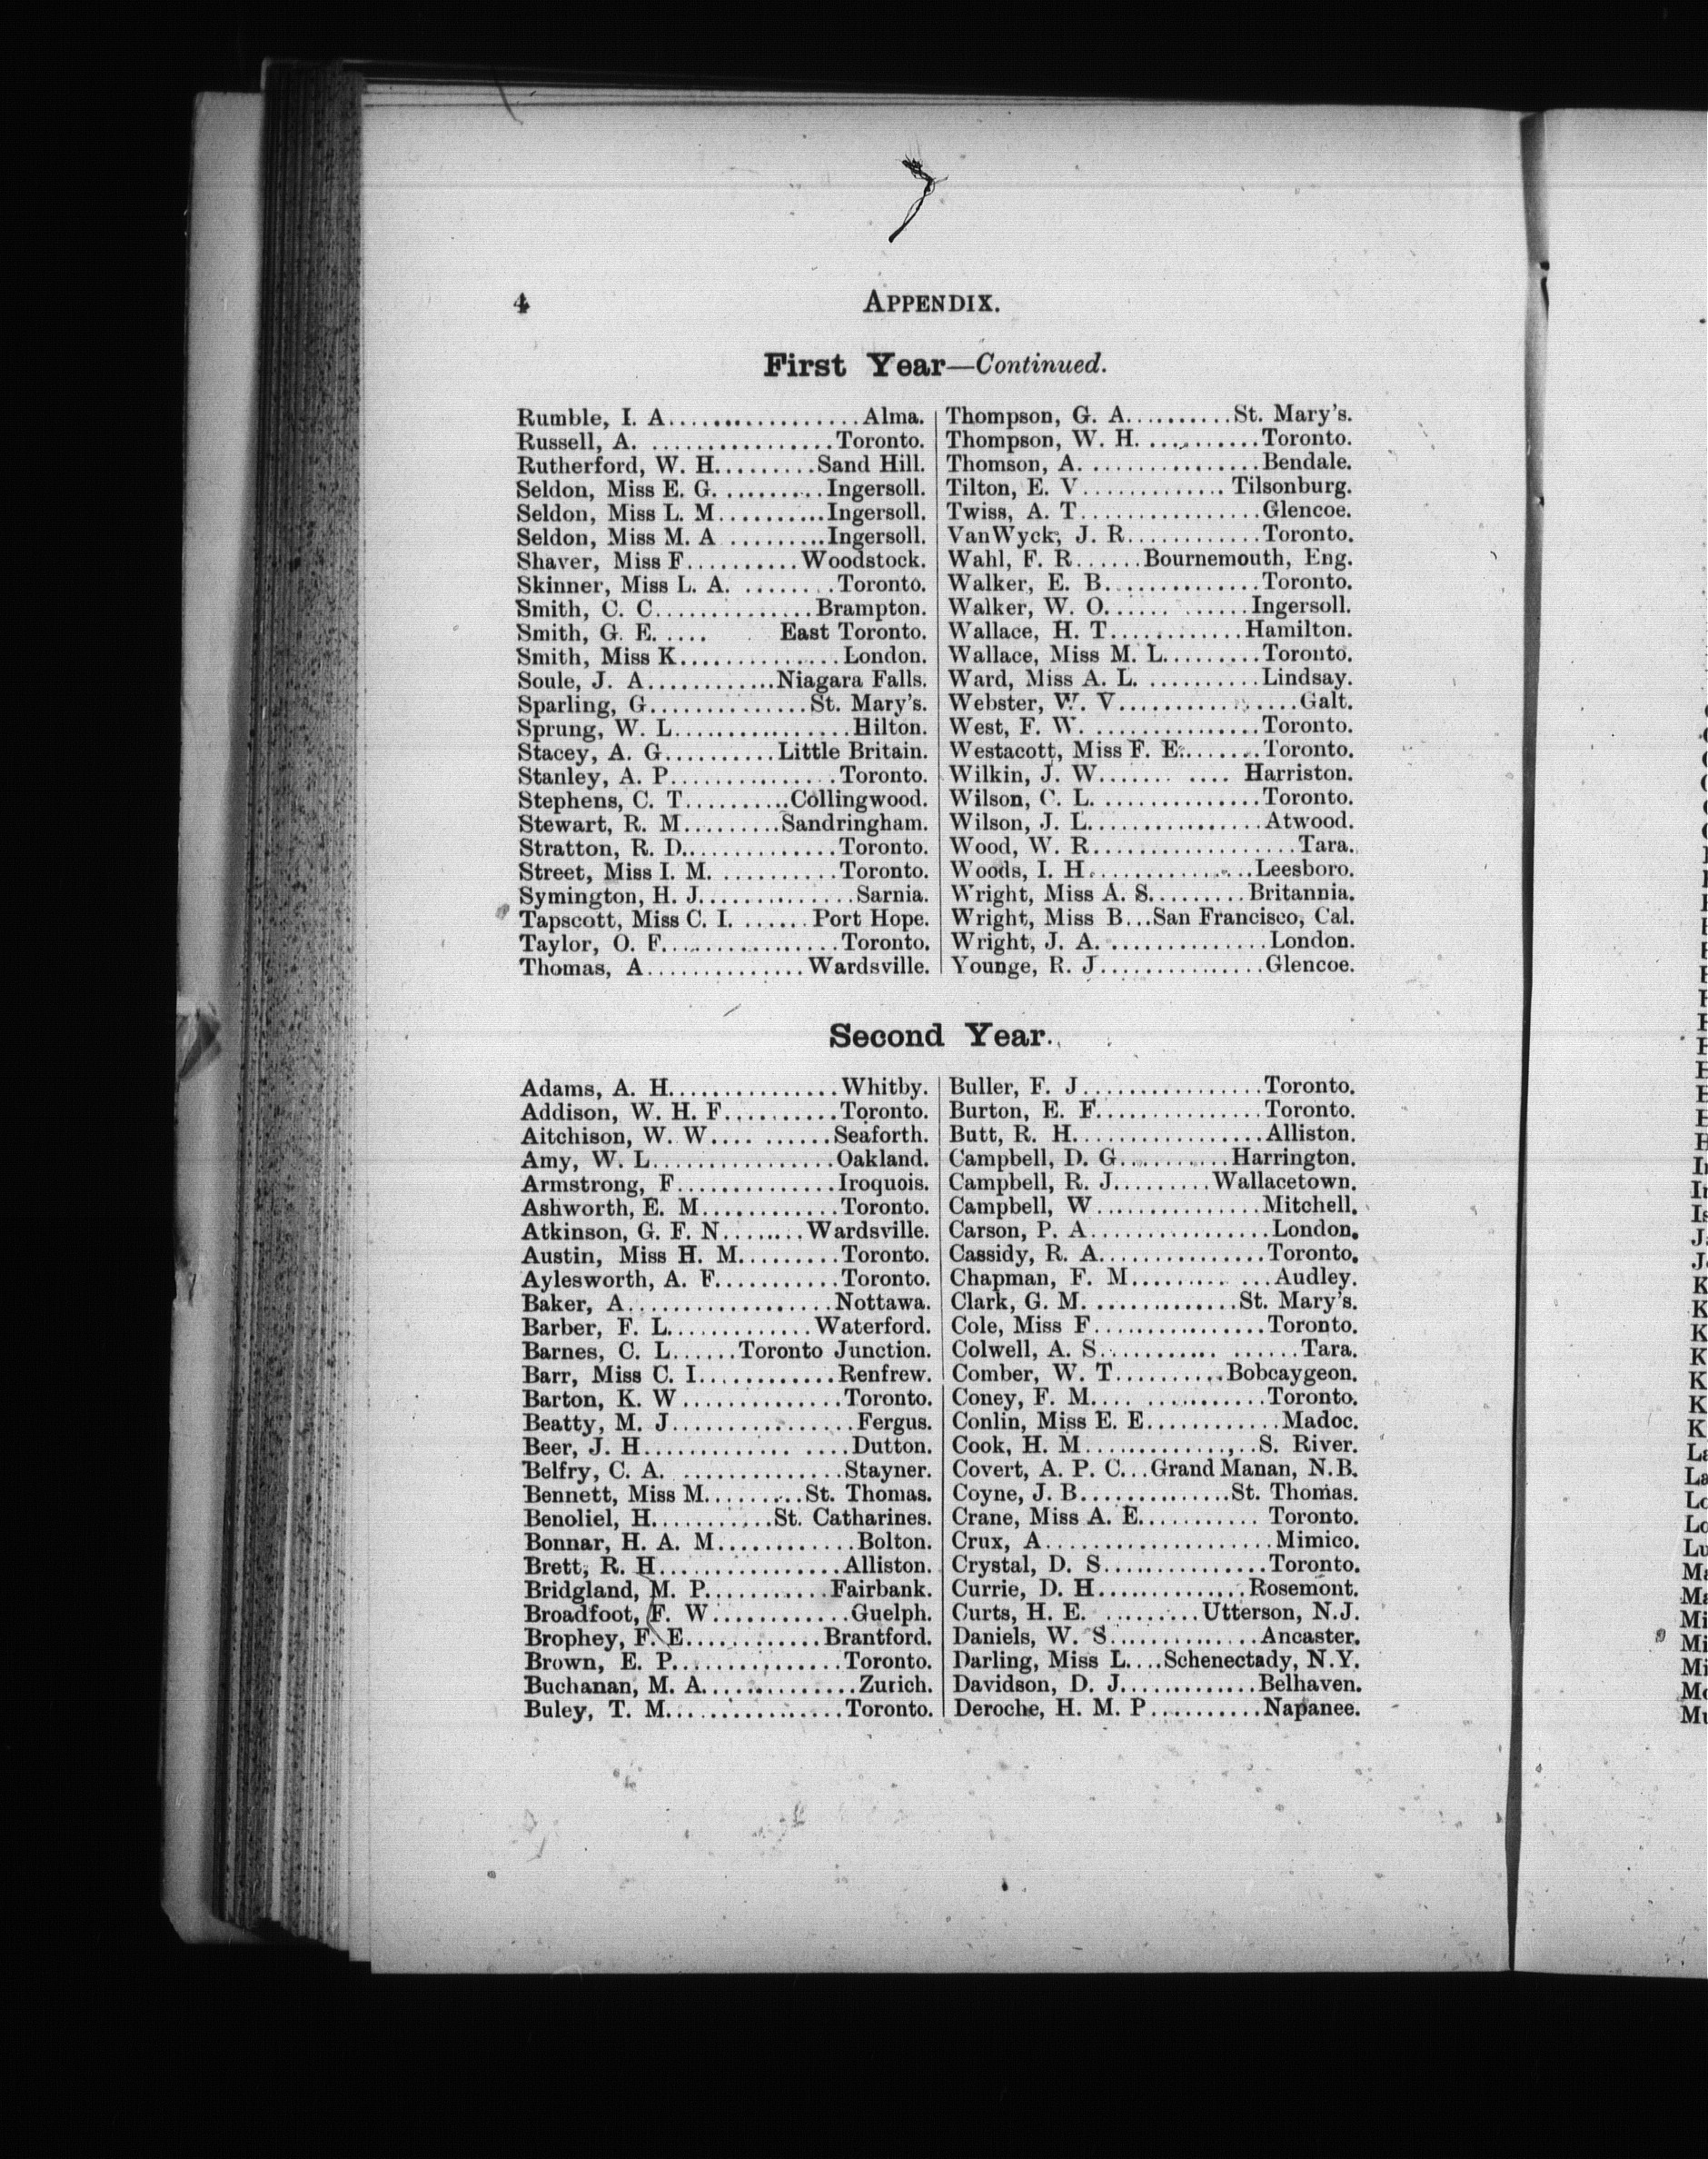 4
APPENDIX.
First Year—Continued.
Rumble, I. A................Alma.
Russell, A. ...............Toronto.
Rutherford, W. H.........Sand Hill.
Seldon, Miss E. G. .........Ingersoll.
Seldon, Miss L. M..........Ingersoll.
Seldon, Miss M. A ..........Ingersoll.
Shaver, Miss F..........Woodstock.
Skinner, Miss L. A. ........Toronto.
Smith, C. C..............Brampton.
Smith, G. E. .... East Toronto.
Smith, Miss K..............London.
Soule, J. A............Niagara Falls.
Sparling, G..............St. Mary's.
Sprung, W. L................Hilton.
Stacey, A. G..........Little Britain.
Stanley, A. P...............Toronto.
Stephens, C. T..........Collingwood.
Stewart, R. M.........Sandringham.
Stratton, R. D..............Toronto.
Street, Miss I. M. ...........Toronto.
Symington, H. J..............Sarnia.
Tapscott, Miss C. I. ......Port Hope.
Taylor, O. F................Toronto.
Thomas, A..............Wardsville.
Thompson, G. A..........St. Mary's.
Thompson, W. H. ..........Toronto.
Thomson, A. ...............Bendale.
Tilton, E. V............. Tilsonburg.
Twiss, A. T................Glencoe.
VanWyck, J. R............Toronto.
Wahl, F. R......Bournemouth, Eng.
Walker, E. B..............Toronto.
Walker, W. O...... ......Ingersoll.
Wallace, H. T............Hamilton.
Wallace, Miss M. L.........Toronto.
Ward, Miss A. L. ..........Lindsay.
Webster, W. V................Galt.
West, F. W. ...............Toronto.
Westacott, Miss F. E........Toronto.
Wilkin, J. W....... .... Harriston.
Wilson, C. L. ..............Toronto.
Wilson, J. L................Atwood.
Wood, W. R..................Tara.
Woods, I. H...............Leesboro.
Wright, Miss A. S.........Britannia.
Wright, Miss B...San Francisco, Cal.
Wright, J. A. ..............London.
Younge, R. J...............Glencoe.
Second Year.
Adams, A. H...............Whitby.
Addison, W. H. F..........Toronto.
Aitchison, W. W.... ......Seaforth.
Amy, W. L................Oakland.
Armstrong, F..............Iroquois.
Ashworth, E. M............Toronto.
Atkinson, G. F. N........Wardsville.
Austin, Miss H. M.........Toronto.
Aylesworth, A. F...........Toronto.
Baker, A..................Nottawa.
Barber, F. L.............Waterford.
Barnes, C. L......Toronto Junction.
Barr, Miss C. I............Renfrew.
Barton, K. W ..............Toronto.
Beatty, M. J................Fergus.
Beer, J. H............. ....Dutton.
Belfry, C. A. ..............Stayner.
Bennett, Miss M.........St. Thomas.
Benoliel, H...........St. Catharines.
Bonnar, H. A. M............Bolton.
Brett, R. H................Alliston.
Bridgland, M. P...........Fairbank.
Broadfoot, F. W............Guelph.
Brophey, F. E............Brantford.
Brown, E. P...............Toronto.
Buchanan, M. A..............Zurich.
Buley, T. M................Toronto.
Buller, F. J................Toronto.
Burton, E. F...............Toronto.
Butt, R. H.................Alliston.
Campbell, D. G..........Harrington.
Campbell, R. J.........Wallacetown.
Campbell, W...............Mitchell.
Carson, P. A................London.
Cassidy, R. A...............Toronto.
Chapman, F. M......... ...Audley.
Clark, G. M. .............St. Mary's.
Cole, Miss F................Toronto.
Colwell, A. S........... ......Tara.
Comber, W. T..........Bobcaygeon.
Coney, F. M.... ...........Toronto.
Conlin, Miss E. E............Madoc.
Cook, H. M................S. River.
Covert, A. P. C...Grand Manan, N.B.
Coyne, J. B..............St. Thomas.
Crane, Miss A. E........... Toronto.
Crux, A.....................Mimico.
Crystal, D. S...............Toronto.
Currie, D. H..............Rosemont.
Curts, H. E. .........Utterson, N.J.
Daniels, W. S..............Ancaster.
Darling, Miss L....Schenectady, N.Y.
Davidson, D. J.............Belhaven.
Deroche, H. M. P...........Napanee.